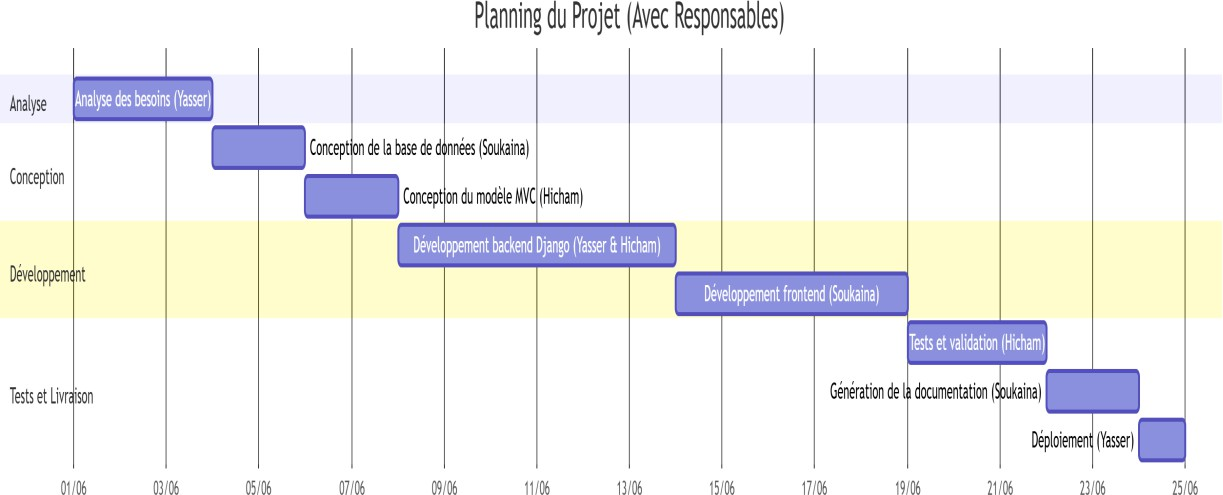 Planning du Projet (Avec Responsables)
Analyse
Analyse des besoins (Yasser)
Conception
Conception de la base de données (Soukaina)
Conception du modèle MVC (Hicham)
Développement
Développement backend Django (Yasser & Hicham)
Développement frontend (Soukaina)
Tests et Livraison
Tests et validation (Hicham)
Génération de la documentation (Soukaina)
Déploiement (Yasser)
01/06 03/06 05/06 07/06 09/06 11/06 13/06 15/06 17/06 19/06 21/06 23/06 25/06